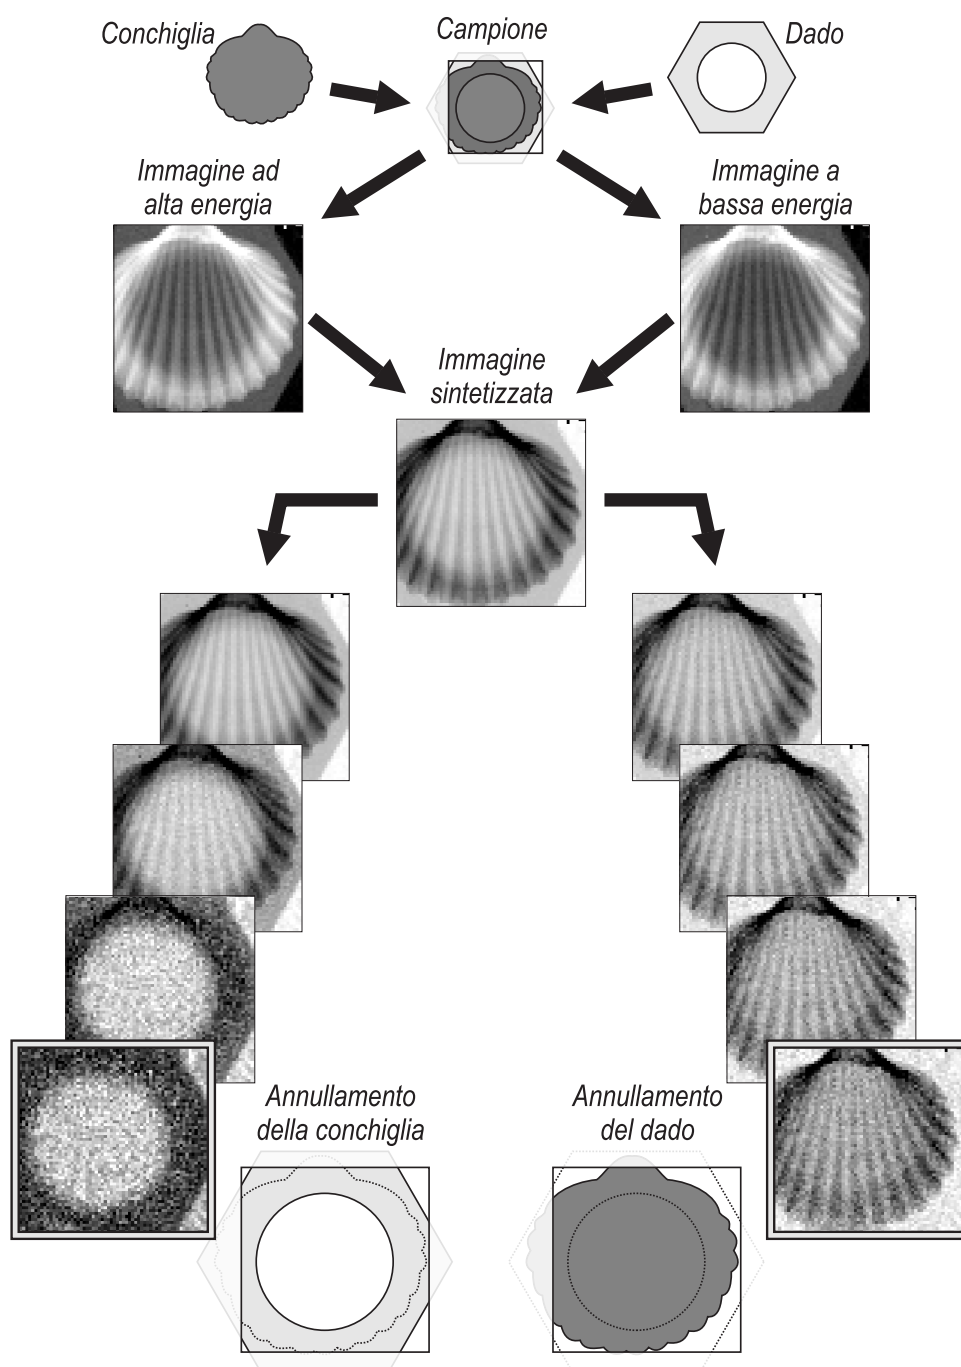 Conchiglia
Campione
Dado
Immagine ad
alta energia
Immagine a
bassa energia
Immagine
sintetizzata
Annullamento
della conchiglia
Annullamento
del dado